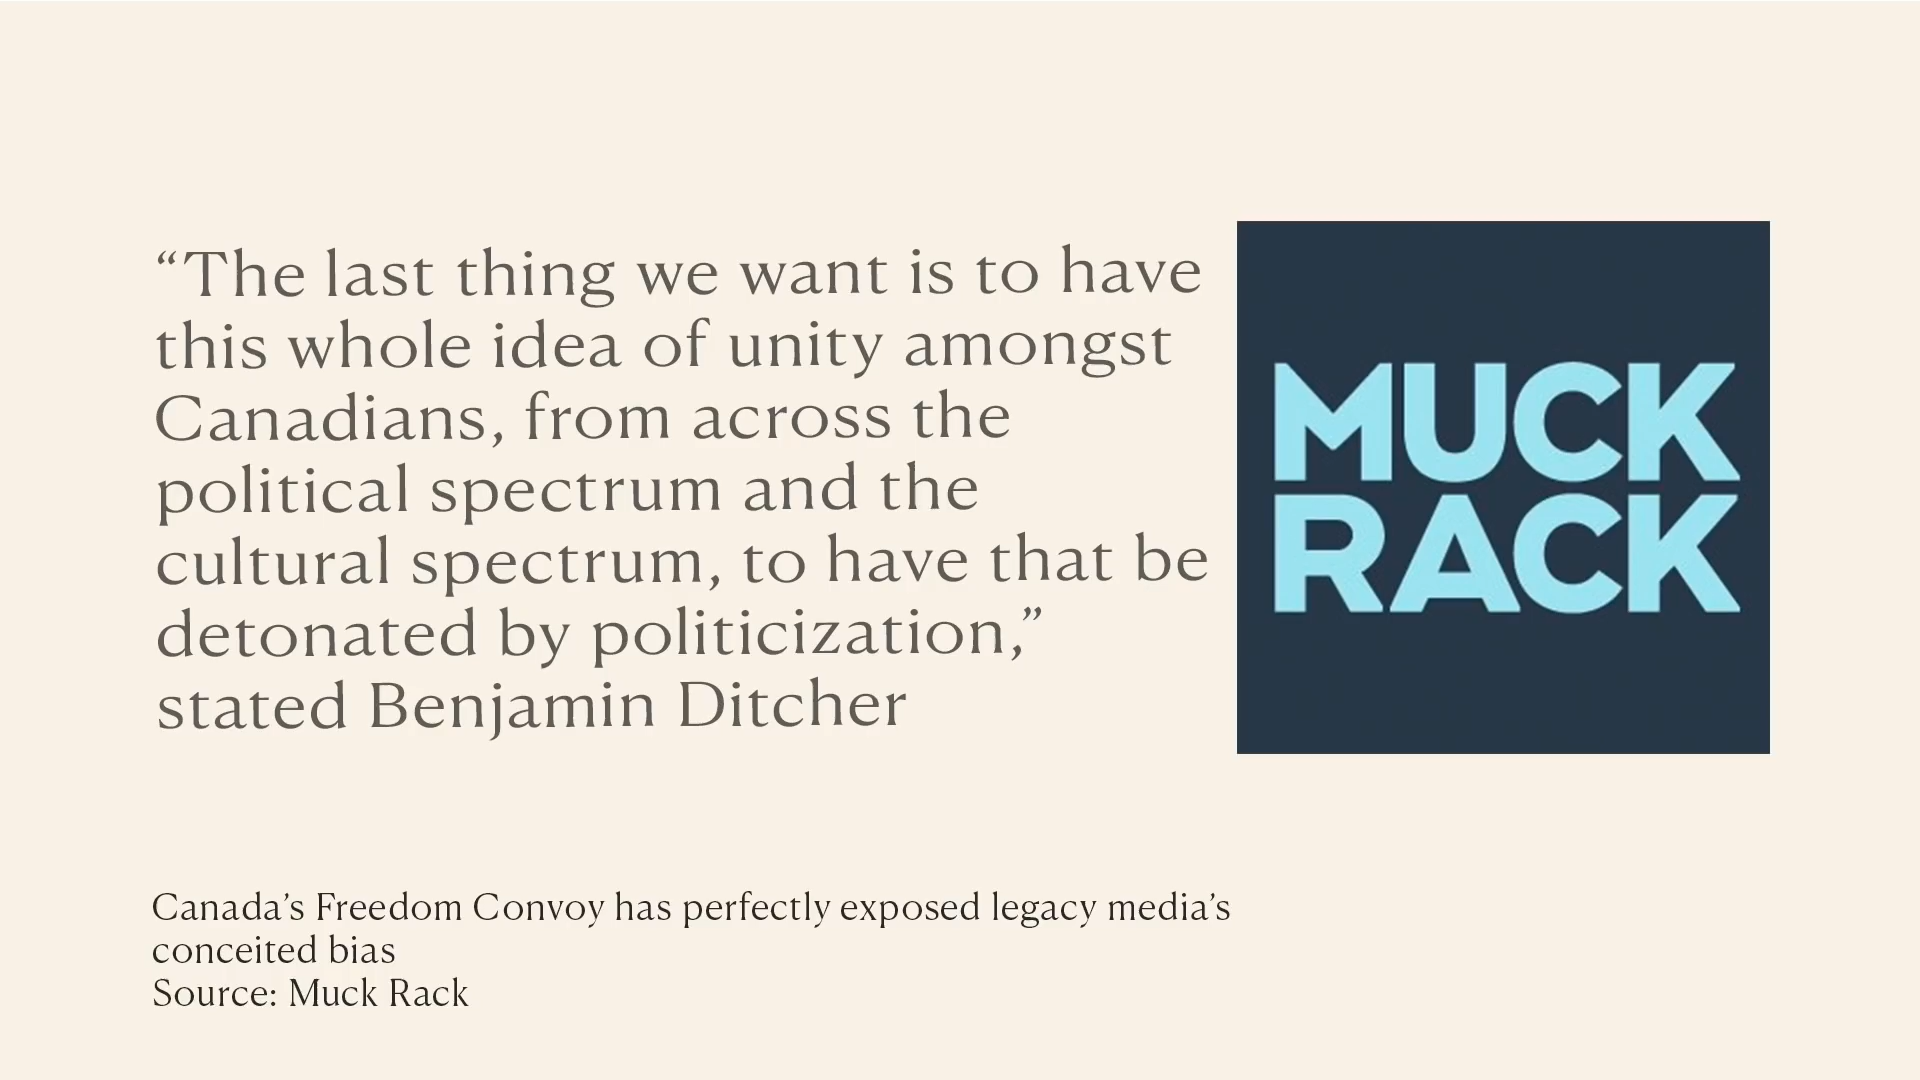 “The last thing we want is to have
this whole idea of unity amongst
Canadians, from across the
political spectrum and the
cultural spectrum, to have that be
detonated by politicization,”
stated Benjamin Ditcher
MUCK
RACK
Canada’s Freedom Convoy has perfectly exposed legacy media’s
conceited bias
Source: Muck Rack